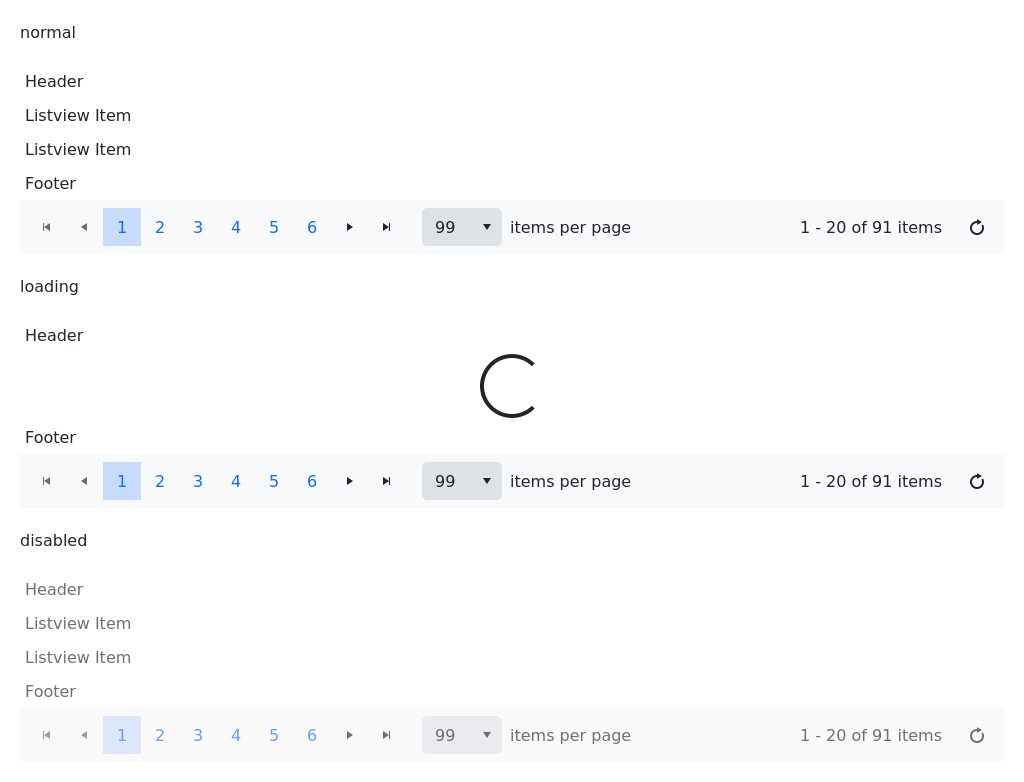 normal
Header
Listview Item
Listview Item
Footer
1 2 3 4 5 6 99 items per page 1 - 20 of 91 items
loading
Header
Footer
1 2 3 4 5 6 99 items per page 1 - 20 of 91 items
disabled
Header
Listview Item
Listview Item
Footer
1 2 3 4 5 6 99 items per page 1 - 20 of 91 items